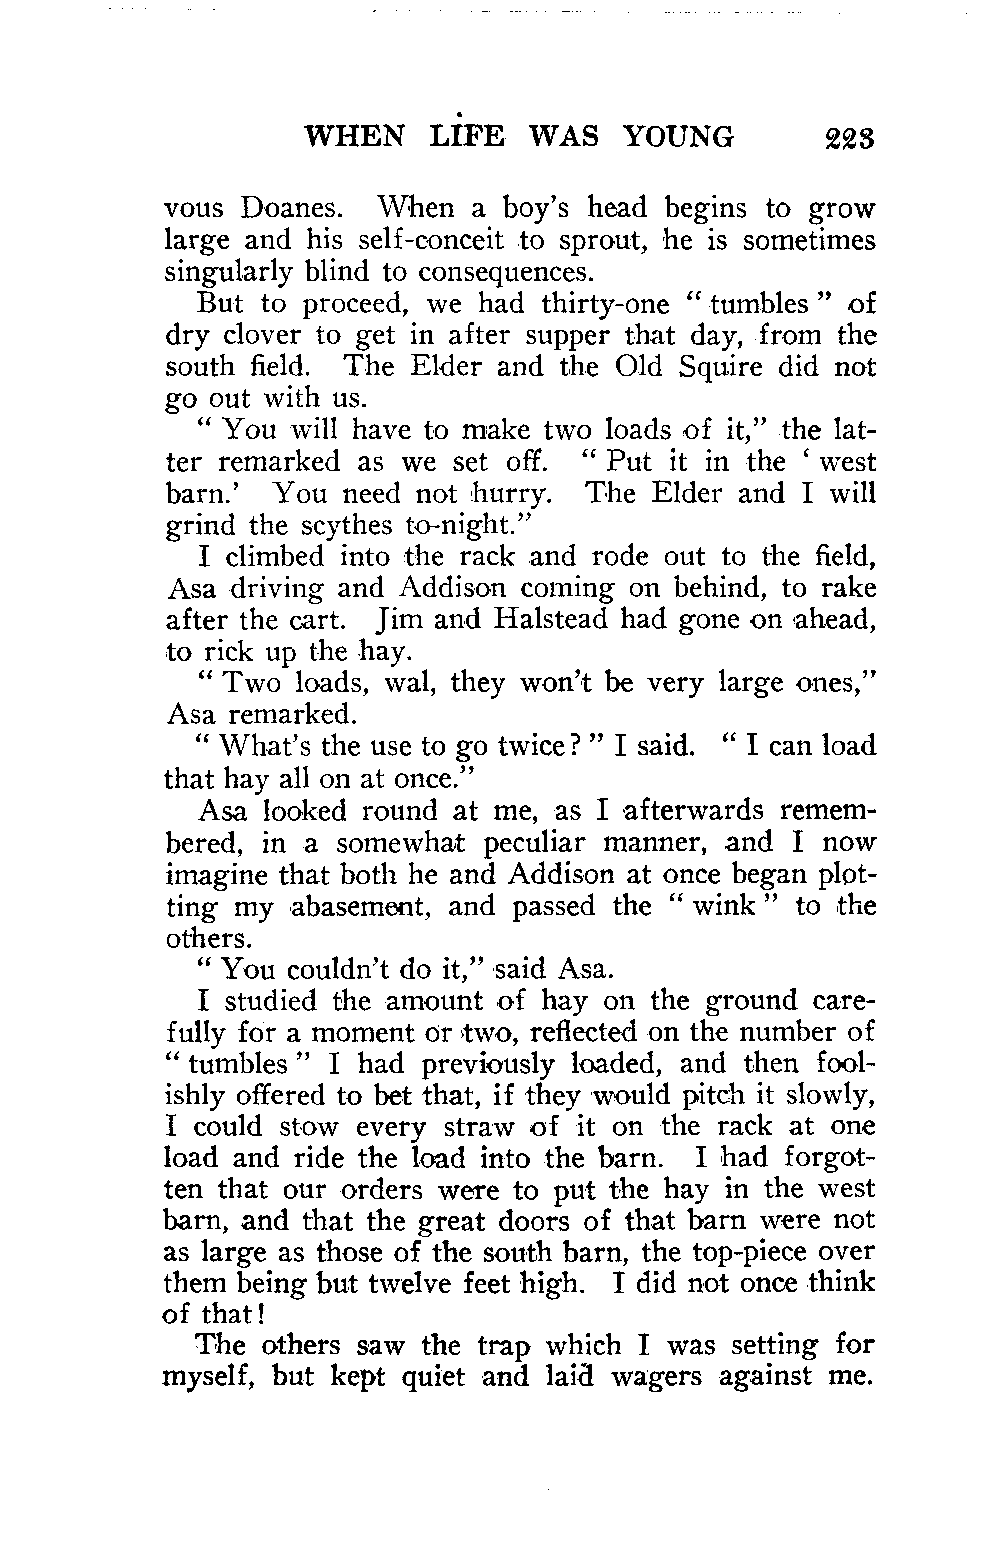 WHEN LIFE WAS YOUNG 223
vous Doanes. When a boy's head begins to grow
large and his self-conceit to sprout, he is sometimes
singularly blind to consequences.
But to proceed, we had thirty-one " tumbles " of
dry clover to get in after supper that day, from the
south field. The Elder and the Old Squire did not
go out with us.
" You will have to make two loads of it," the lat-
ter remarked as we set off. " Put it in the ' west
barn.' You need not hurry. The Elder and I will
grind the scythes to-night."
I climbed into the rack and rode out to the field,
Asa driving and Addison coming on behind, to rake
after the cart. Jim and Halstead had gone on ahead,
to rick up the hay.
" Two loads, wal, they won't be very large ones,"
Asa remarked.
" What's the use to go twice? " I said. " I can load
that hay all on at once."
Asa looked round at me, as I afterwards remem-
bered, in a somewhat peculiar manner, and I now
imagine that both he and Addison at once began plot-
ting my abasement, and passed the " wink " to the
others.
" You couldn't do it," said Asa.
I studied the amount of hay on the ground care-
fully for a moment or two, reflected on the number of
" tumbles " I had previously loaded, and then fool-
ishly offered to bet that, if they would pitch it slowly,
I could stow every straw of it on the rack at one
load and ride the load into the barn. I had forgot-
ten that our orders were to put the hay in the west
barn, and that the great doors of that barn were not
as large as those of the south barn, the top-piece over
them being but twelve feet high. I did not once think
of that!
The others saw the trap which I was setting for
myself, but kept quiet and laid wagers against me.